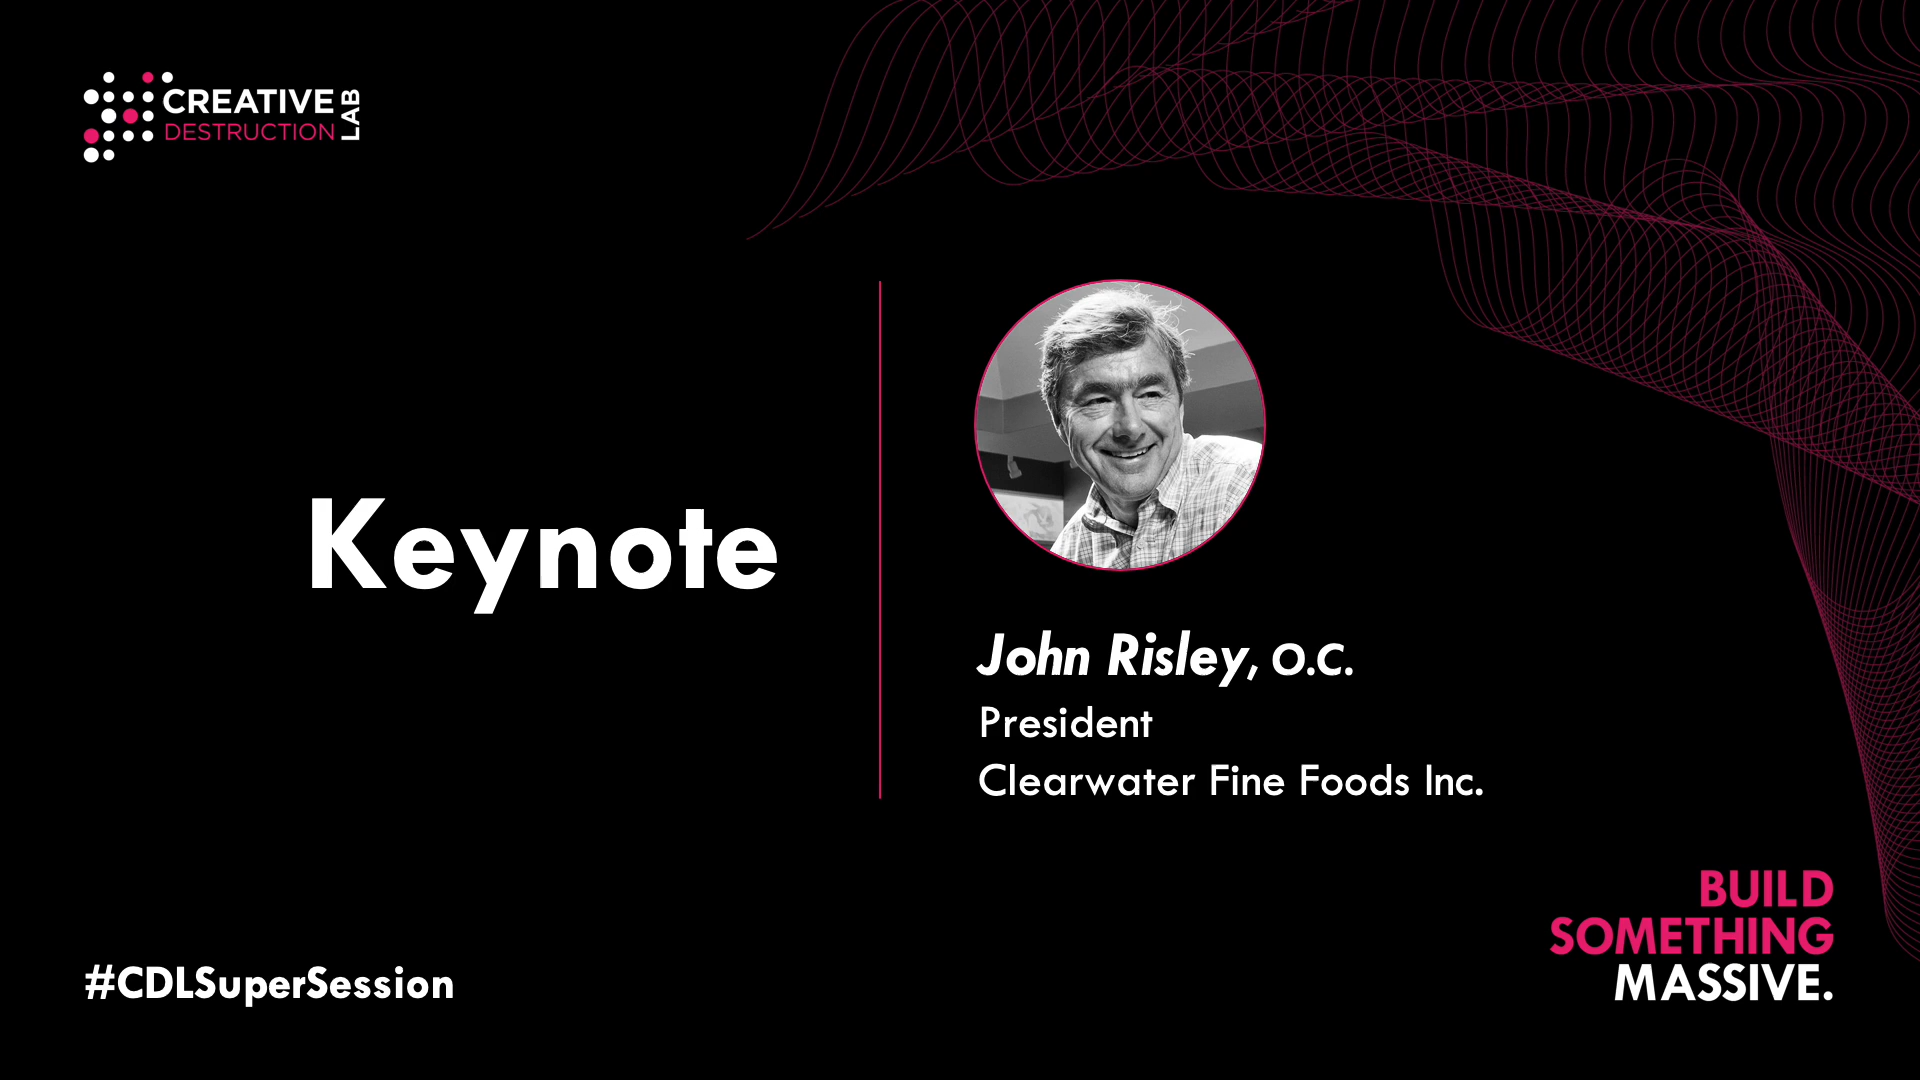 CREATIVE
DESTRUCTION
LAB
Keynote
John Risley, O.C.
President
Clearwater Fine Foods Inc.
#CDLSuperSession
BUILD
SOMETHING
MASSIVE.